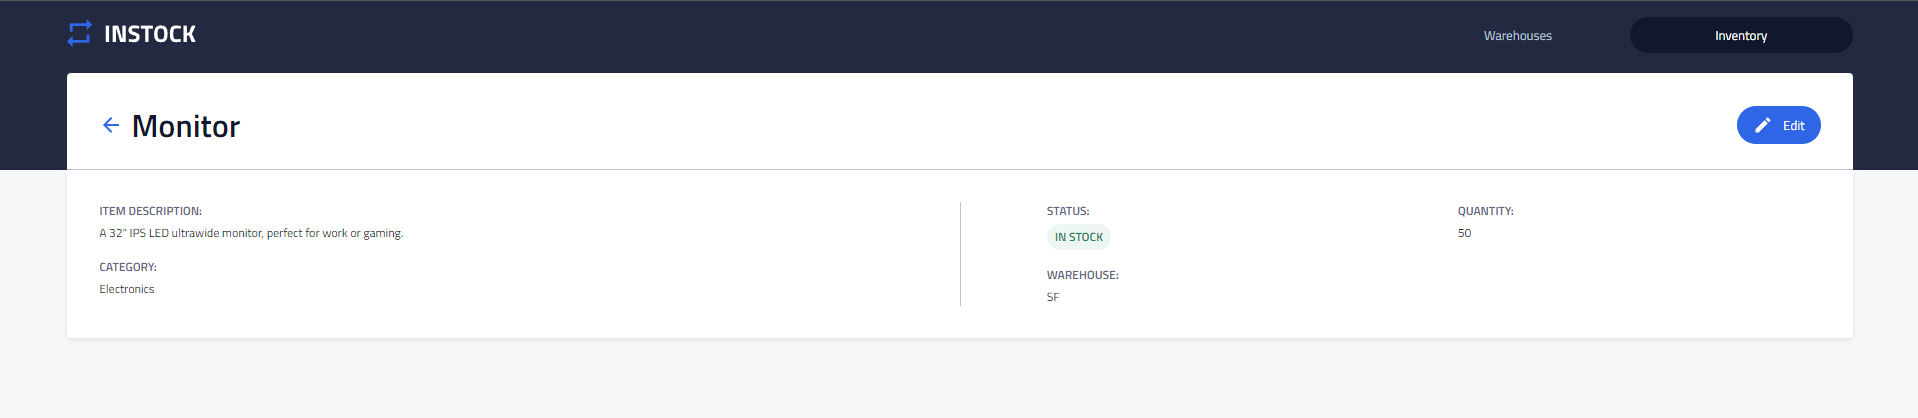 INSTOCK
Warehouses
Inventory
Monitor
Edit
ITEM DESCRIPTION:
A 32" IPS LED ultrawide monitor, perfect for work or gaming.
CATEGORY:
Electronics
STATUS:
IN STOCK
WAREHOUSE:
SF
QUANTITY:
50